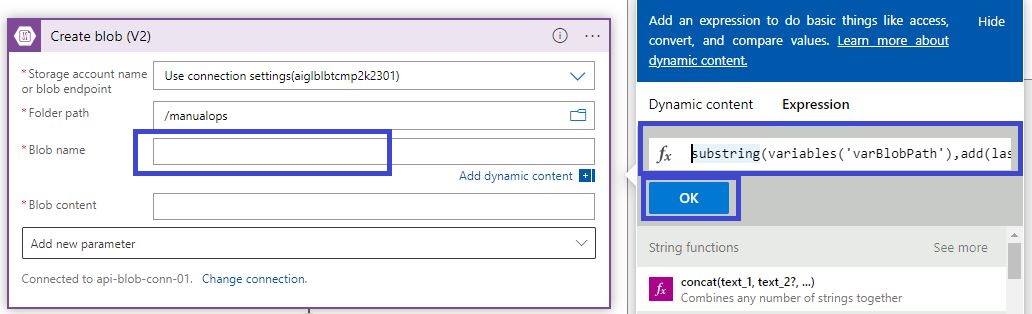 Create blob (V2)
* Storage account name
or blob endpoint
Use connection settings(aiglblbtcmp2k2301)
* Folder path
/manualops
* Blob name
Add dynamic content
* Blob content
Add new parameter
Connected to api-blob-conn-01. Change connection.
Add an expression to do basic things like access,
convert, and compare values. Learn more about
dynamic content.
Hide
Dynamic content Expression
fx substring(variables('varBlobPath'),add(las
OK
String functions See more
fx concat(text_1, text_2?, ...)
Combines any number of strings together